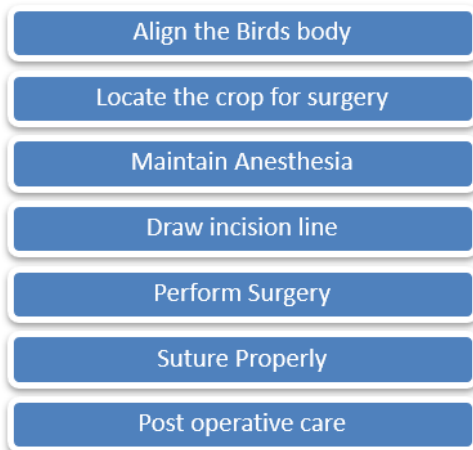 Align the Birds body
Locate the crop for surgery
Maintain Anesthesia
Draw incision line
Perform Surgery
Suture Properly
Post operative care